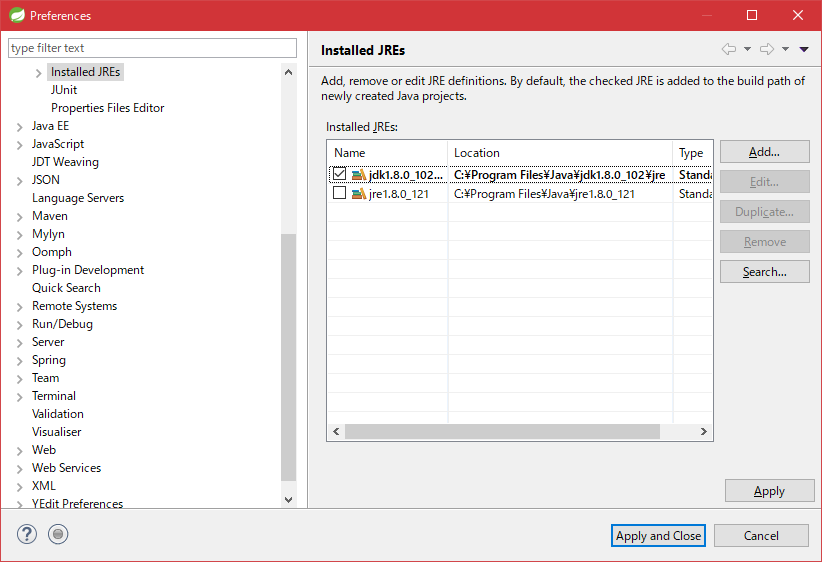 Preferences
type filter text
Installed JREs
JUnit
Properties Files Editor
Java EE
JavaScript
JDT Weaving
JSON
Language Servers
Maven
Mylyn
Oomph
Plug-in Development
Quick Search
Remote Systems
Run/Debug
Server
Spring
Team
Terminal
Validation
Visualiser
Web
Web Services
XML
YEdit Preferences
Installed JREs
Add, remove or edit JRE definitions. By default, the checked JRE is added to the build path of
newly created Java projects.
Installed JREs:
Name Location Type
jdk1.8.0_102... C:¥Program Files¥Java¥jdk1.8.0_102¥jre Standa
jre1.8.0_121 C:¥Program Files¥Java¥jre1.8.0_121 Standa
Add...
Edit...
Duplicate...
Remove
Search...
Apply
?
Apply and Close
Cancel